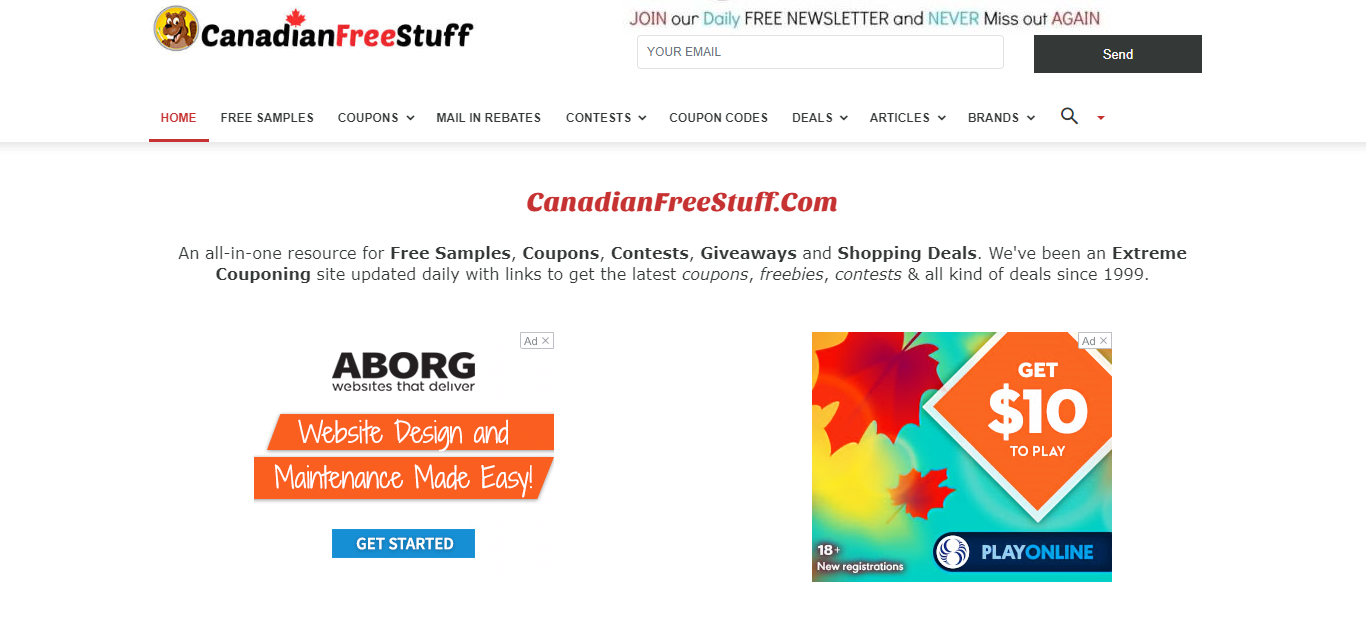 CanadianFreeStuff
JOIN our Daily FREE NEWSLETTER and NEVER Miss out AGAIN
YOUR EMAIL
Send
HOME FREE SAMPLES COUPONS MAIL IN REBATES CONTESTS COUPON CODES DEALS ARTICLES BRANDS
CanadianFreeStuff.Com
An all-in-one resource for Free Samples, Coupons, Contests, Giveaways and Shopping Deals. We've been an Extreme
Couponing site updated daily with links to get the latest coupons, freebies, contests & all kind of deals since 1999.
Ad
ABORG
websites that deliver
Website Design and
Maintenance Made Easy!
GET STARTED
Ad
GET
$10
TO PLAY
18+
New registrations
PLAYONLINE